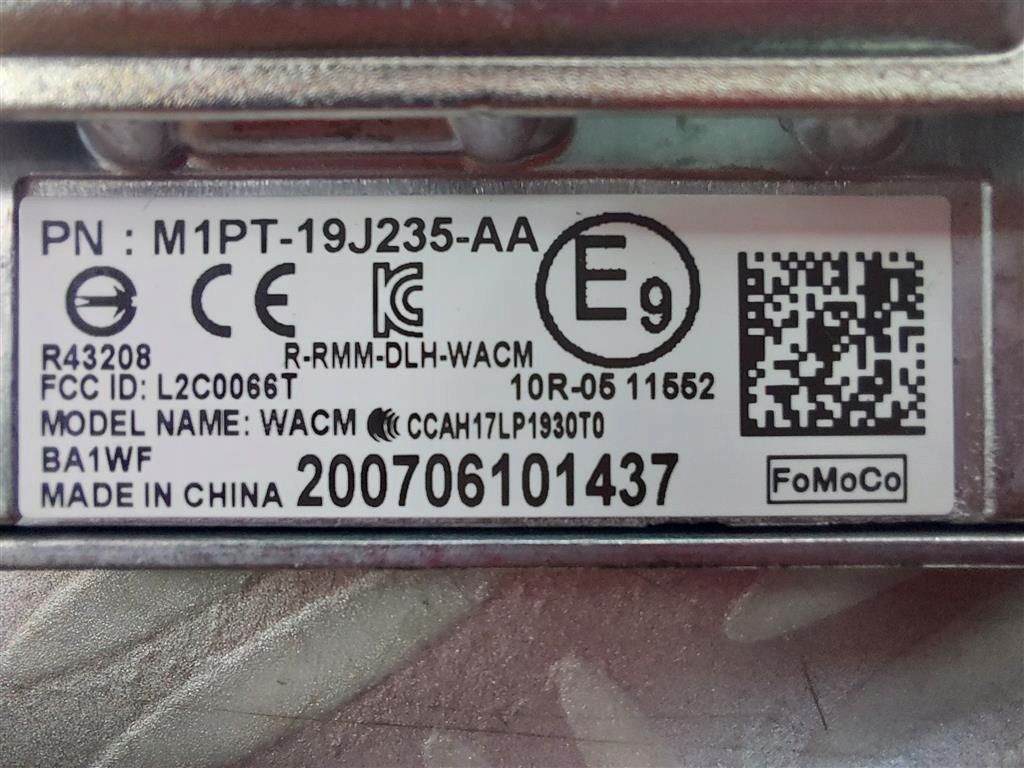 PN : M1PT-19J235-AA
CE
KC
E9
R43208
R-RMM-DLH-WACM
FCC ID: L2C0066T
10R-05 11552
MODEL NAME: WACM CCAH17LP1930T0
BA1WF
MADE IN CHINA 200706101437
FoMoCo